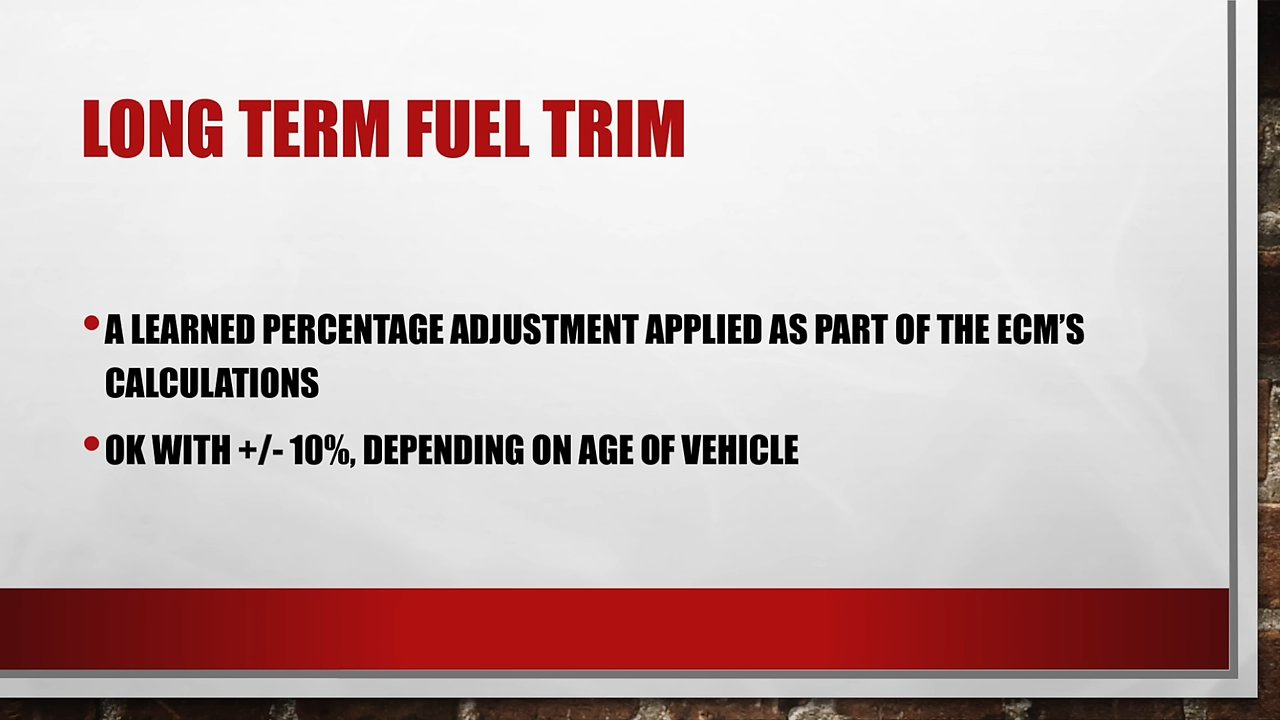 LONG TERM FUEL TRIM
• A LEARNED PERCENTAGE ADJUSTMENT APPLIED AS PART OF THE ECM’S
CALCULATIONS
• OK WITH +/- 10%, DEPENDING ON AGE OF VEHICLE